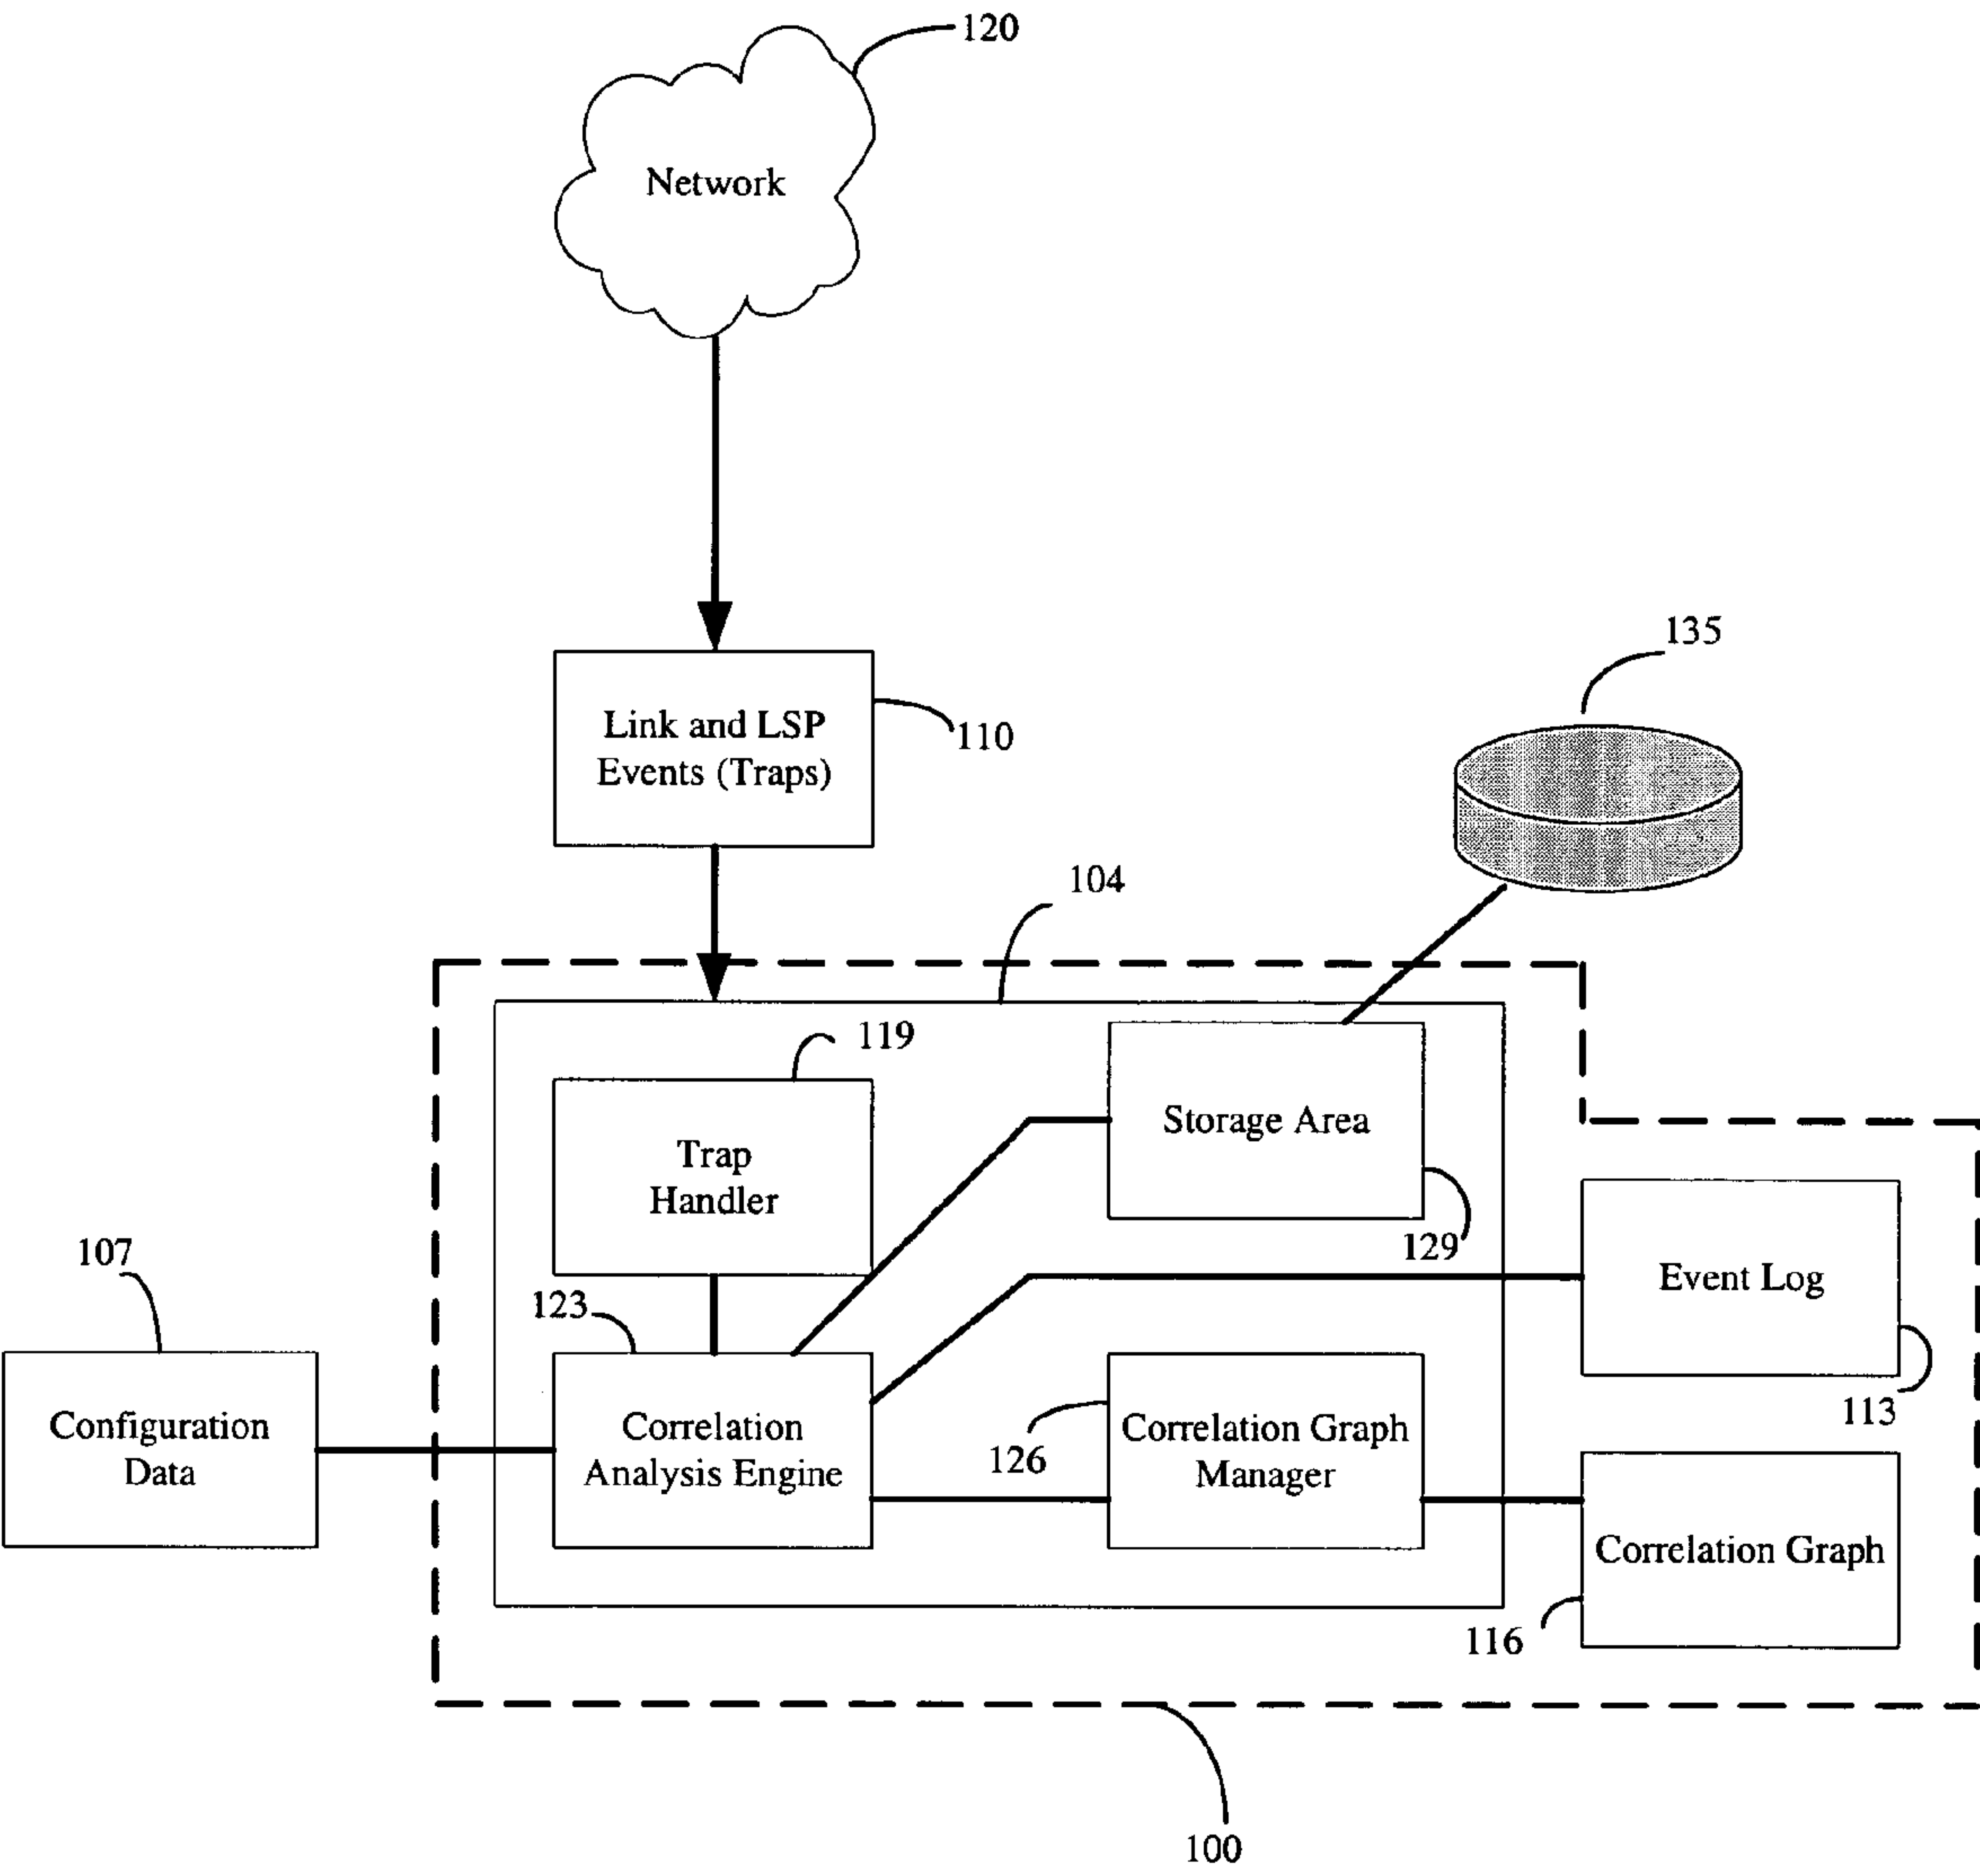 120
Network
135
Link and LSP
Events (Traps)
110
104
119
Trap
Handler
Storage Area
129
107
123
Event Log
113
Configuration
Data
Correlation
Analysis Engine
126
Correlation Graph
Manager
Correlation Graph
116
100